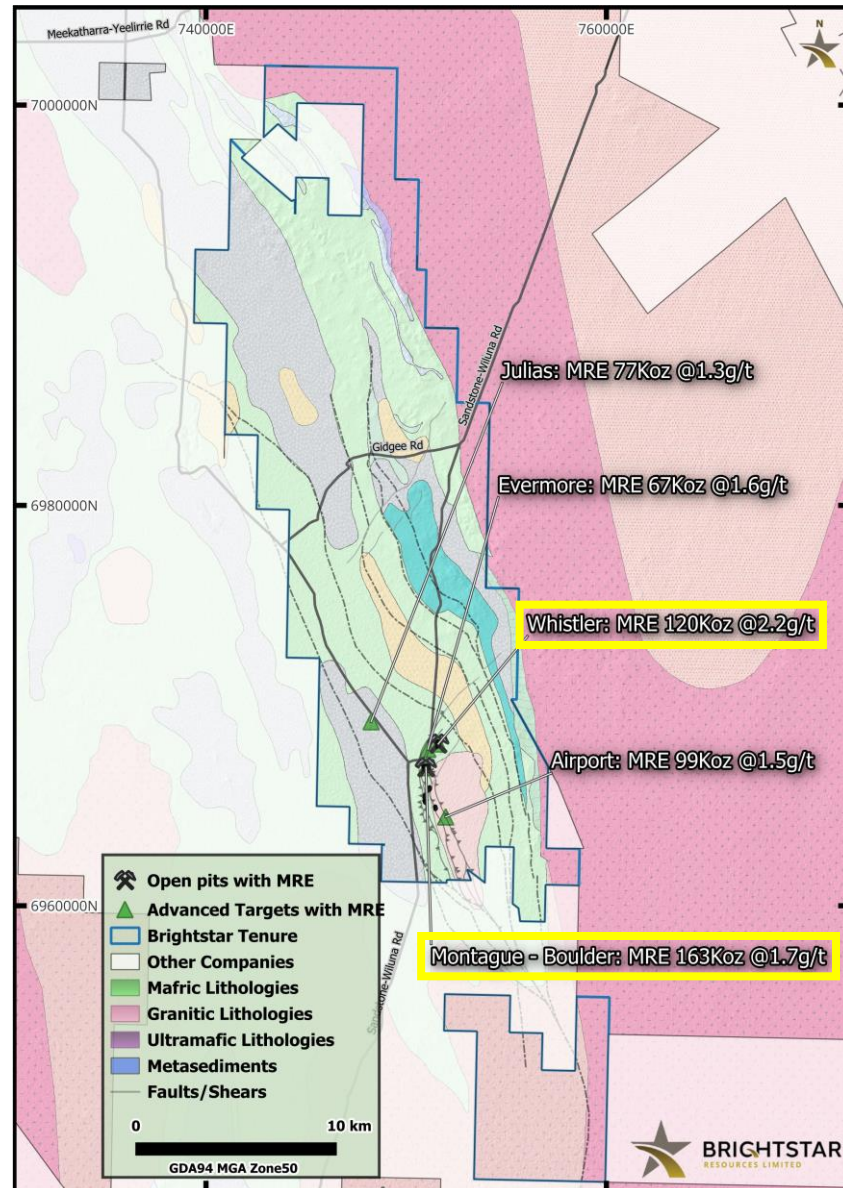 740000E
760000E
Meekatharra-Yeelirrie Rd
N
7000000N
Sandstone-Wiluna Rd
Julias: MRE 77Koz @1.3g/t
Gidgee Rd
Evermore: MRE 67Koz @1.6g/t
6980000N
Whistler: MRE 120Koz @2.2g/t
Airport: MRE 99Koz @1.5g/t
Open pits with MRE
Advanced Targets with MRE
6960000N
Brightstar Tenure
Other Companies
Sandstone-Wiluna Rd
Montague - Boulder: MRE 163Koz @1.7g/t
Mafric Lithologies
Granitic Lithologies
Ultramafic Lithologies
Metasediments
Faults/Shears
0 10 km
GDA94 MGA Zone50
BRIGHTSTAR
RESOURCES LIMITED